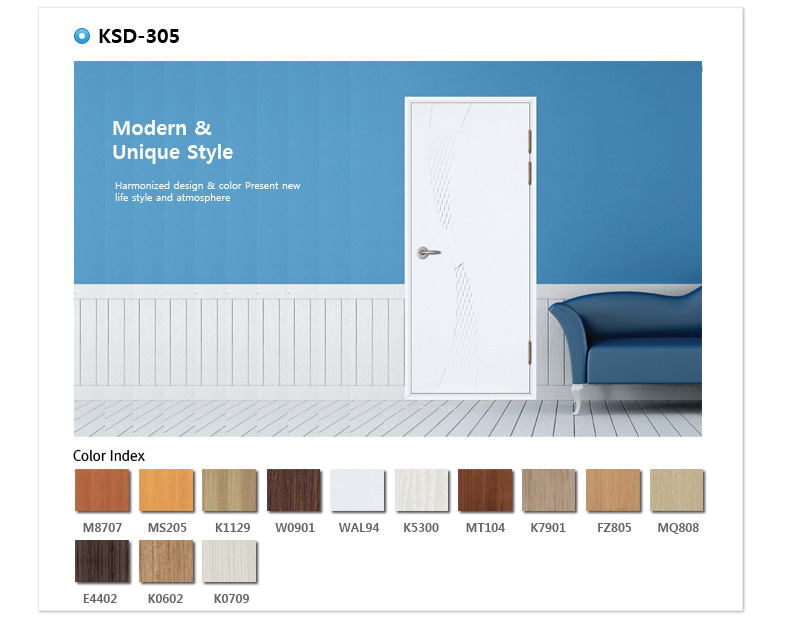 KSD-305
Modern &
Unique Style
Harmonized design & color Present new
life style and atmosphere
Color Index
M8707 MS205 K1129 W0901 WAL94 K5300 MT104 K7901 FZ805 MQ808
E4402 K0602 K0709